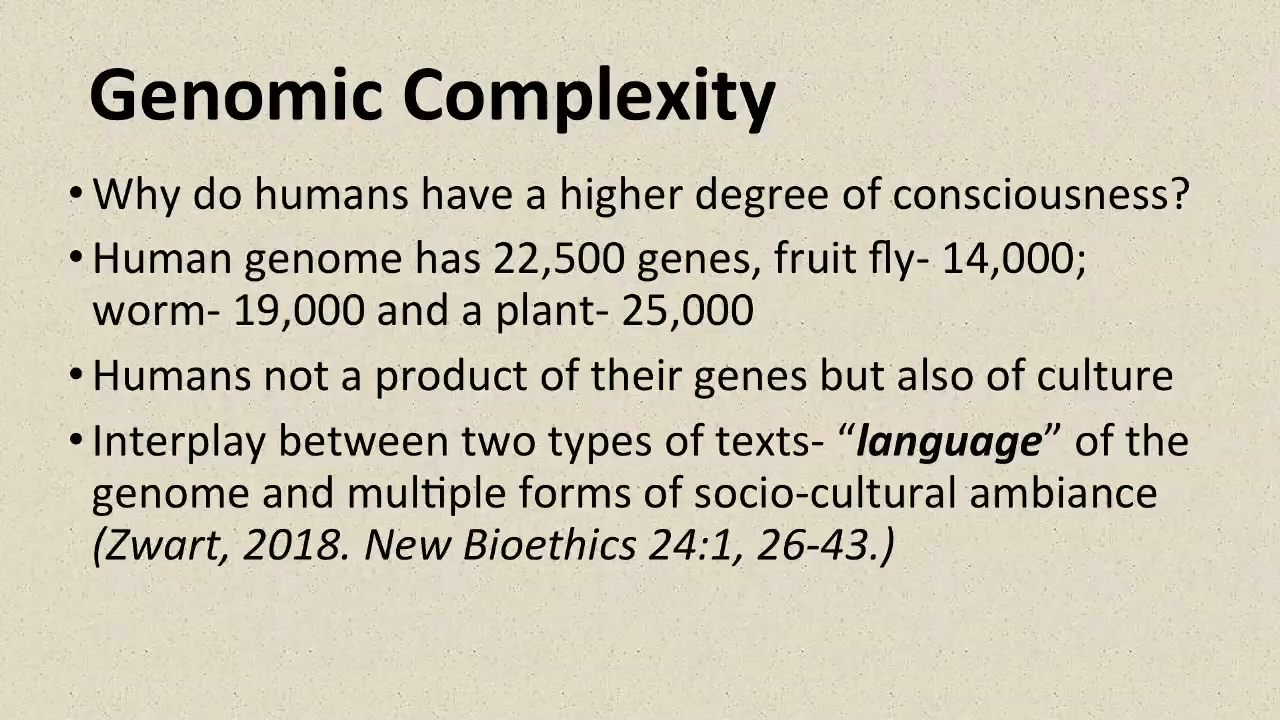 Genomic Complexity
• Why do humans have a higher degree of consciousness?
• Human genome has 22,500 genes, fruit fly- 14,000;
worm- 19,000 and a plant- 25,000
• Humans not a product of their genes but also of culture
• Interplay between two types of texts- “language” of the
genome and multiple forms of socio-cultural ambiance
(Zwart, 2018. New Bioethics 24:1, 26-43.)